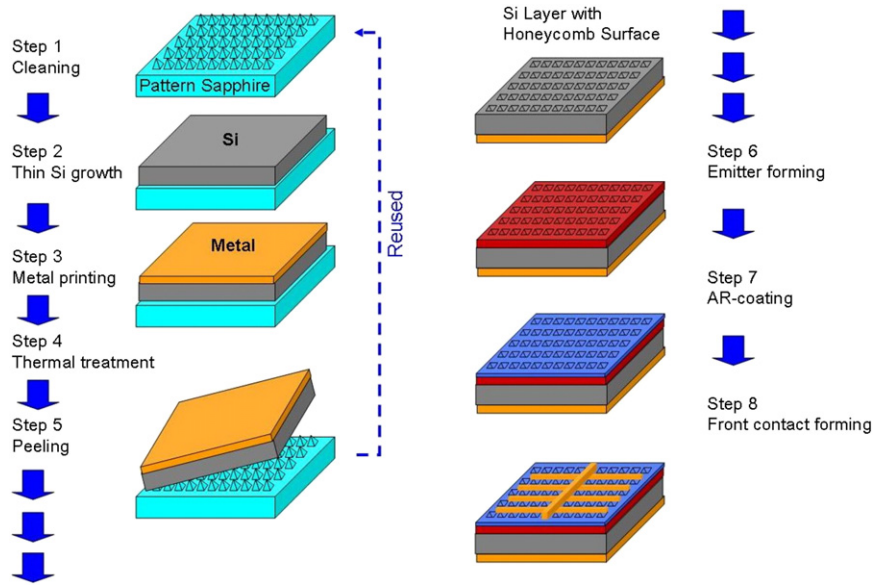 Step 1
Cleaning
Pattern Sapphire
Step 2
Thin Si growth
Si
Step 3
Metal printing
Metal
Step 4
Thermal treatment
Step 5
Peeling
Reused
Si Layer with
Honeycomb Surface
Step 6
Emitter forming
Step 7
AR-coating
Step 8
Front contact forming